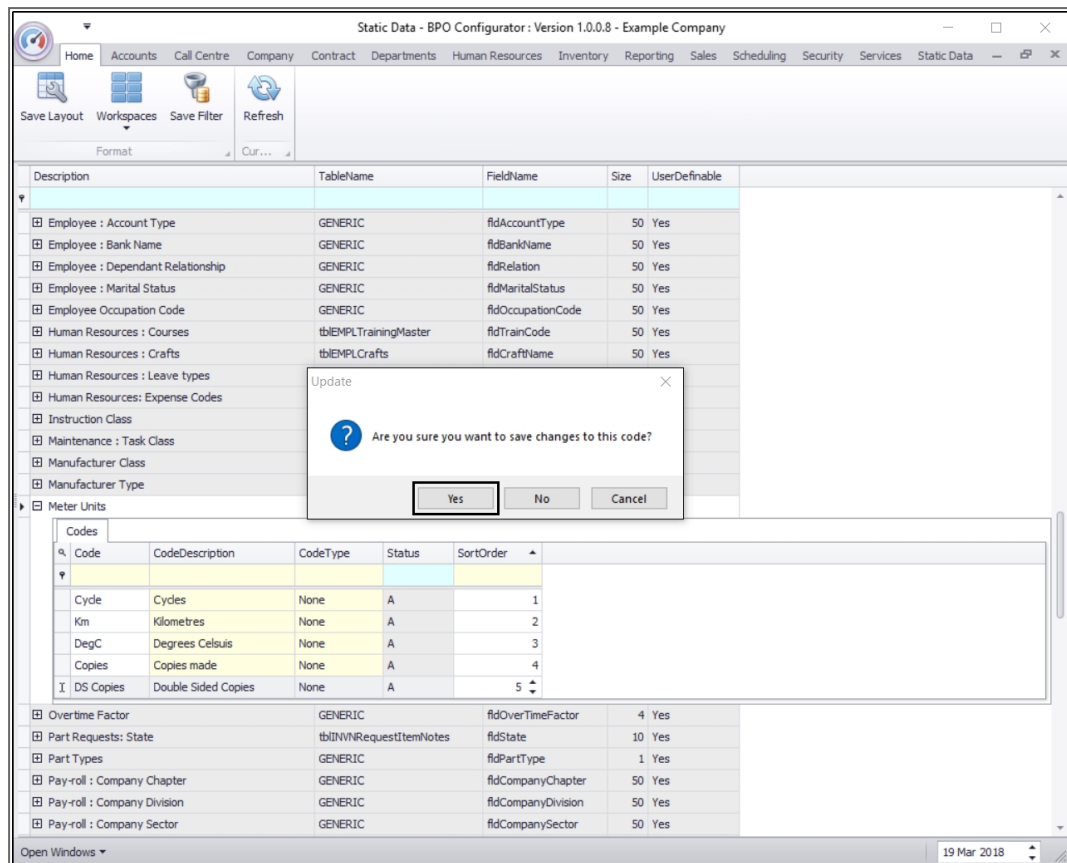 Static Data - BPO Configurator : Version 1.0.0.8 - Example Company
Home Accounts Call Centre Company Contract Departments Human Resources Inventory Reporting Sales Scheduling Security Services Static Data
Save Layout Workspaces Save Filter Refresh
Format Cur...
Description TableName FieldName Size UserDefinable
Employee : Account Type GENERIC fldAccountType 50 Yes
Employee : Bank Name GENERIC fldBankName 50 Yes
Employee : Dependant Relationship GENERIC fldRelation 50 Yes
Employee : Marital Status GENERIC fldMaritalStatus 50 Yes
Employee Occupation Code GENERIC fldOccupationCode 50 Yes
Human Resources : Courses tblEMPLTrainingMaster fldTrainCode 50 Yes
Human Resources : Crafts tblEMPLCrafts fldCraftName 50 Yes
Human Resources : Leave types
Human Resources: Expense Codes
Instruction Class
Maintenance : Task Class
Manufacturer Class
Manufacturer Type
Update
Are you sure you want to save changes to this code?
Yes No Cancel
Meter Units
Codes
Code CodeDescription CodeType Status SortOrder
Cycle Cycles None A 1
Km Kilometres None A 2
DegC Degrees Celsuis None A 3
Copies Copies made None A 4
DS Copies Double Sided Copies None A 5
Overtime Factor GENERIC fldOverTimeFactor 4 Yes
Part Requests: State tblINVNRequestItemNotes fldState 10 Yes
Part Types GENERIC fldPartType 1 Yes
Pay-roll : Company Chapter GENERIC fldCompanyChapter 50 Yes
Pay-roll : Company Division GENERIC fldCompanyDivision 50 Yes
Pay-roll : Company Sector GENERIC fldCompanySector 50 Yes
Open Windows 19 Mar 2018